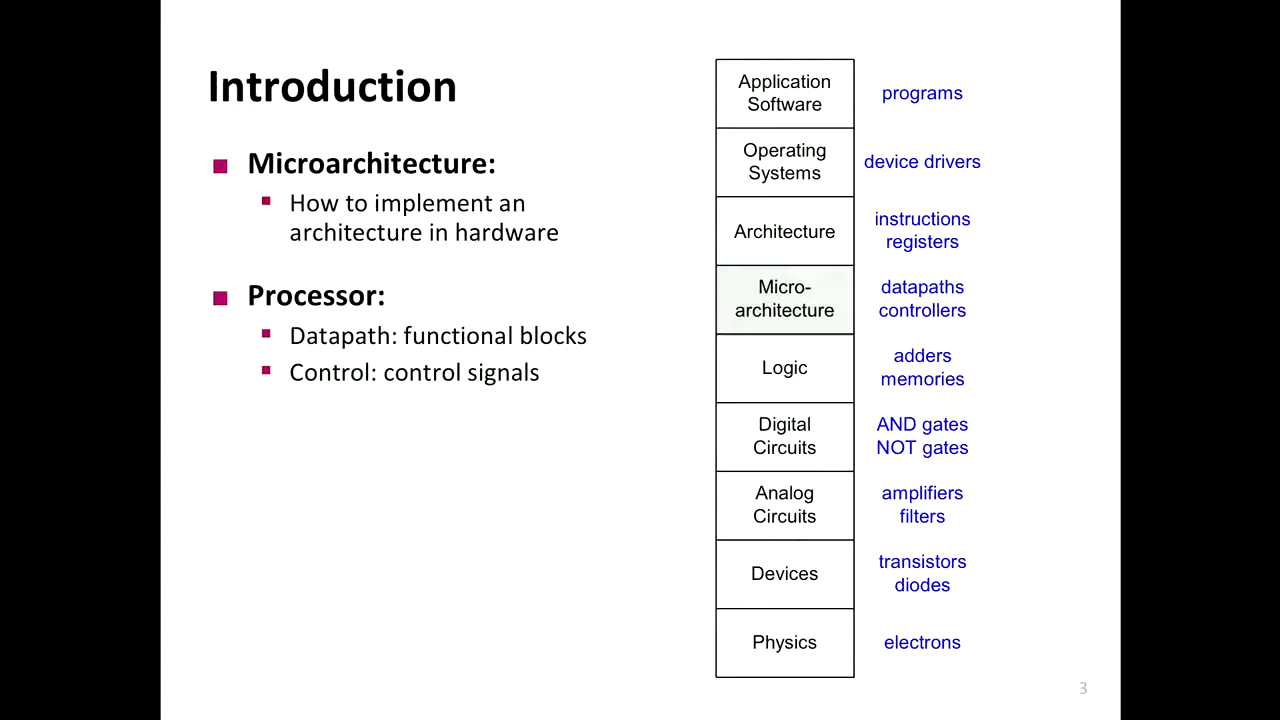 Introduction
Microarchitecture:
How to implement an
architecture in hardware
Processor:
Datapath: functional blocks
Control: control signals
Application
Software
programs
Operating
Systems
device drivers
Architecture
instructions
registers
Micro-
architecture
datapaths
controllers
Logic
adders
memories
Digital
Circuits
AND gates
NOT gates
Analog
Circuits
amplifiers
filters
Devices
transistors
diodes
Physics
electrons
3